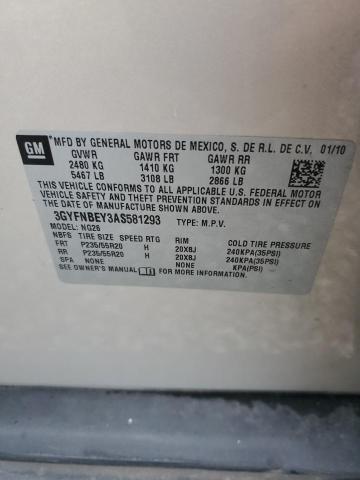 GM
MFD BY GENERAL MOTORS DE MEXICO, S. DE R.L. DE C.V. 01/10
GVWR GAWR FRT GAWR RR
2480 KG 1410 KG 1300 KG
5467 LB 3108 LB 2866 LB
THIS VEHICLE CONFORMS TO ALL APPLICABLE U.S. FEDERAL MOTOR
VEHICLE SAFETY AND THEFT PREVENTION STANDARDS IN EFFECT
ON THE DATE OF MANUFACTURE SHOWN ABOVE.
3GYFNBEY3AS581293 TYPE: M.P.V.
MODEL: NG26
NBFS TIRE SIZE SPEED RTG RIM COLD TIRE PRESSURE
FRT P235/55R20 H 20X8J 240KPA(35PSI)
RR P235/55R20 H 20X8J 240KPA(35PSI)
SPA NONE NONE KPA(PSI)
SEE OWNER'S MANUAL FOR MORE INFORMATION.